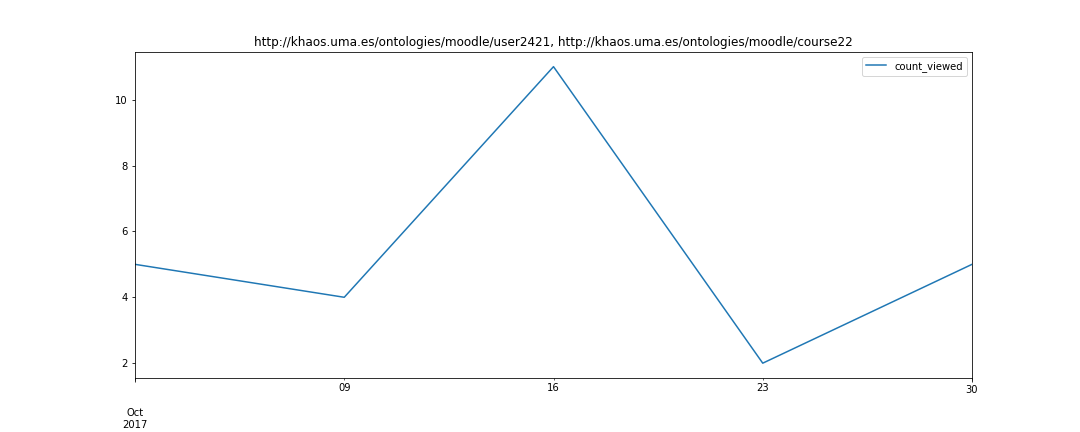 http://khaos.uma.es/ontologies/moodle/user2421, http://khaos.uma.es/ontologies/moodle/course22
count_viewed
10
8
6
4
2
09 16 23 30
Oct
2017